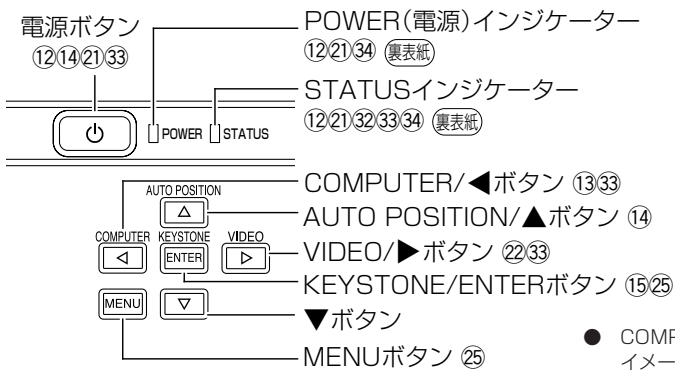 電源ボタン
⑫⑭㉑㉝
POWER(電源)インジケーター
⑫㉑㉞ 裏表紙
STATUSインジケーター
⑫㉑㉜㉝㉞ 裏表紙
POWER STATUS
COMPUTER/◀ボタン ⑬㉝
AUTO POSITION
AUTO POSITION/▲ボタン ⑭
COMPUTER KEYSTONE VIDEO
ENTER
VIDEO/▶ボタン ㉒㉝
KEYSTONE/ENTERボタン ⑮㉕
MENU
▼ボタン
MENUボタン ㉕
● COMP
イメー